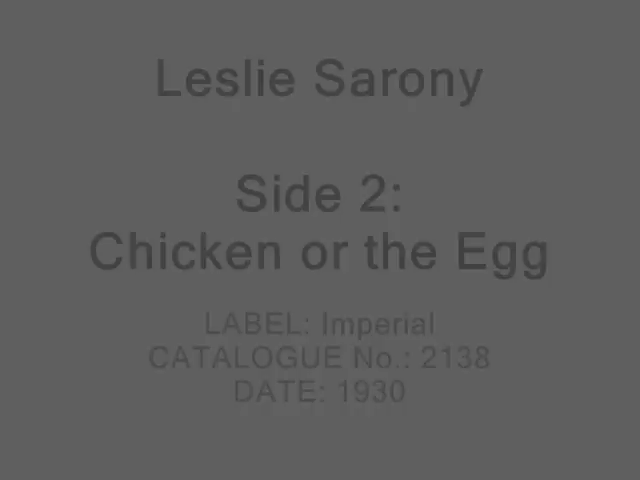 Leslie Sarony
Side 2:
Chicken or the Egg
LABEL: Imperial
CATALOGUE No.: 2138
DATE: 1930